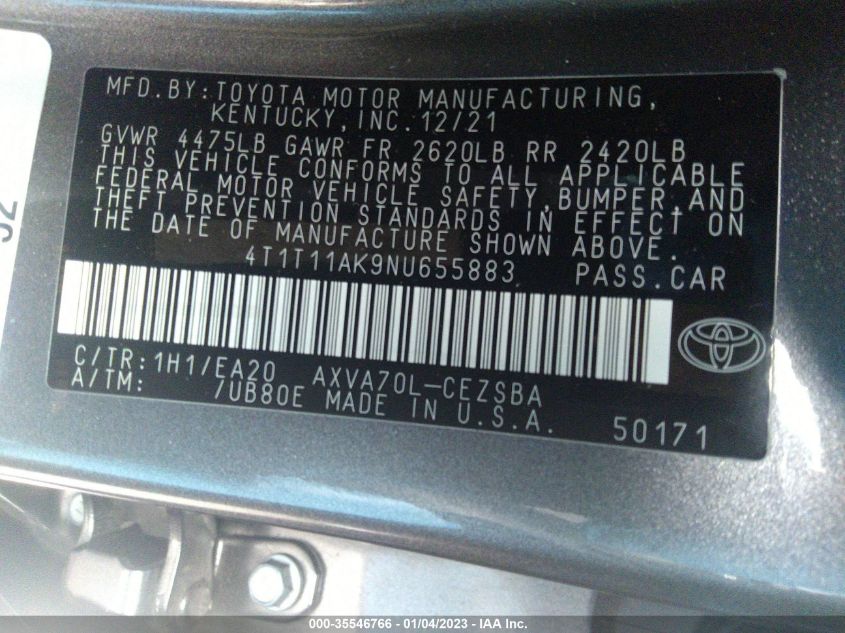 MFD.BY:TOYOTA MOTOR MANUFACTURING,
KENTUCKY,INC.12/21
GVWR 4475LB GAWR FR 2620LB RR 2420LB
THIS VEHICLE CONFORMS TO ALL APPLICABLE
FEDERAL MOTOR VEHICLE SAFETY,BUMPER,AND
THEFT PREVENTION STANDARDS IN EFFECT ON
THE DATE OF MANUFACTURE SHOWN ABOVE.
4T1T11AK9NU655883 PASS.CAR
C/TR:1H1/EA20 AXVA70L-CEZSBA
A/TM: /UB80E MADE IN U.S.A. 50171
000-35546766 - 01/04/2023 - IAA Inc.